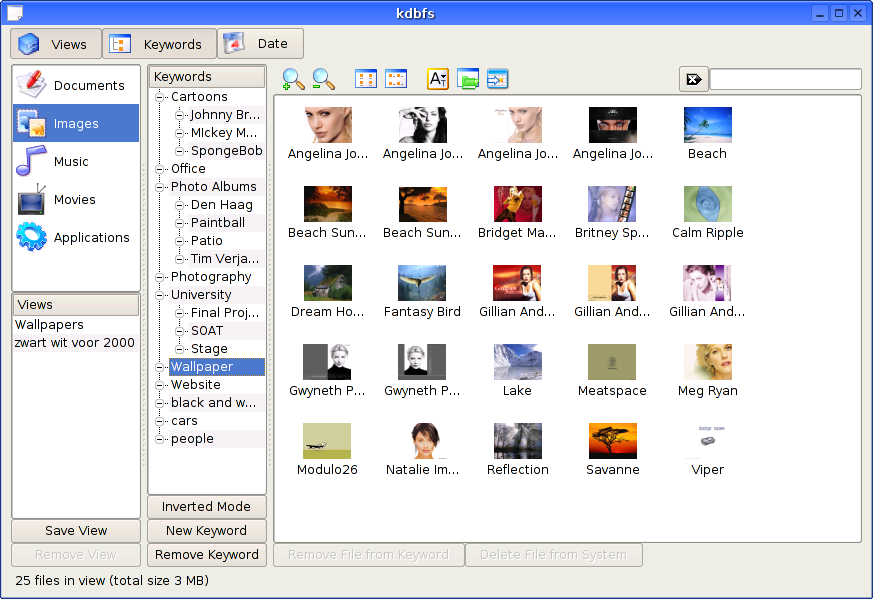 kdbfs
Views
Keywords
Date
Documents
Images
Music
Movies
Applications
Views
Wallpapers
zwart wit voor 2000
Save View
Remove View
Keywords
Cartoons
Johnny Br...
MIckey M...
SpongeBob
Office
Photo Albums
Den Haag
Paintball
Patio
Tim Verja...
Photography
University
Final Proj...
SOAT
Stage
Wallpaper
Website
black and w...
cars
people
Inverted Mode
New Keyword
Remove Keyword
A
Angelina Jo... Angelina Jo... Angelina Jo... Angelina Jo... Beach
Beach Sun... Beach Sun... Bridget Ma... Britney Sp... Calm Ripple
Dream Ho... Fantasy Bird Gillian And... Gillian And... Gillian And...
Gwyneth P... Gwyneth P... Lake Meatspace Meg Ryan
Modulo26 Natalie Im... Reflection Savanne Viper
Remove File from Keyword
Delete File from System
25 files in view (total size 3 MB)